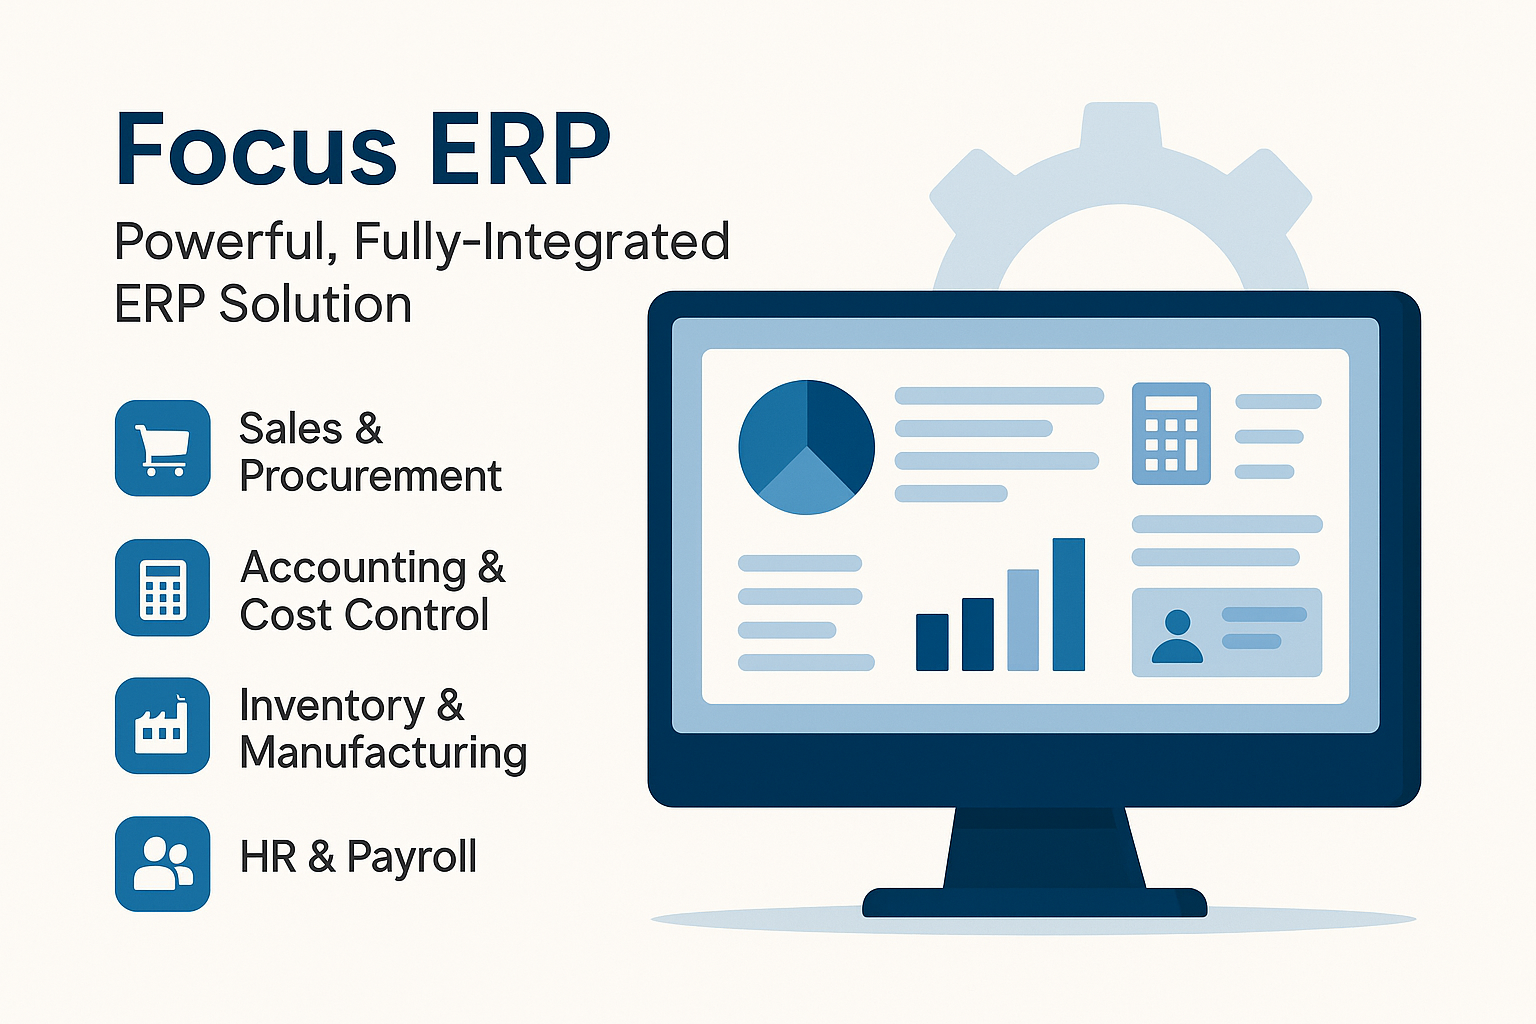 Focus ERP
Powerful, Fully-Integrated
ERP Solution
Sales &
Procurement
Accounting &
Cost Control
Inventory &
Manufacturing
HR & Payroll